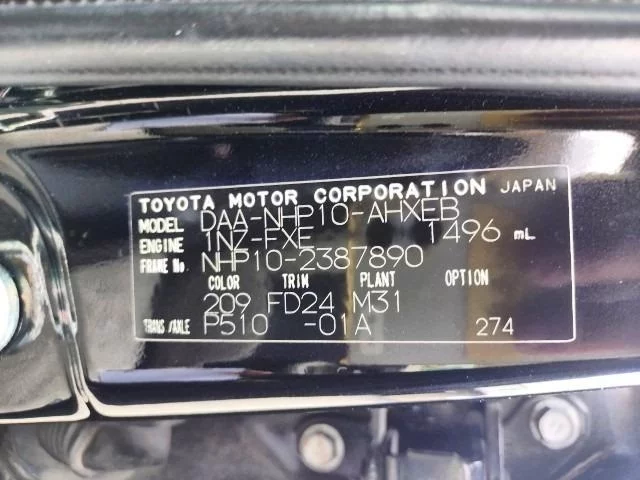 TOYOTA MOTOR CORPORATION JAPAN
MODEL DAA-NHP10-AHXEB
ENGINE 1NZ-FXE 1496 mL
FRAME No. NHP10-2387890
COLOR TRIM PLANT OPTION
209 FD24 M31
TRANS/AXLE P510 -01A 274